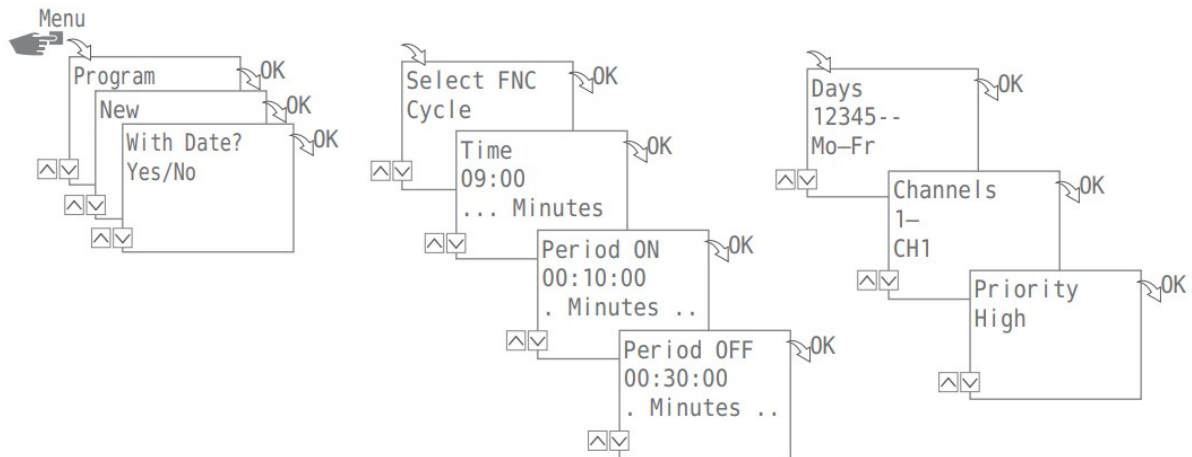 Menu
Program
OK
New
OK
With Date?
OK
Yes/No
Select FNC
OK
Cycle
Time
OK
09:00
... Minutes
Period ON
OK
00:10:00
. Minutes ..
Period OFF
OK
00:30:00
. Minutes ..
Days
OK
12345--
Mo–Fr
Channels
OK
1–
CH1
Priority
OK
High